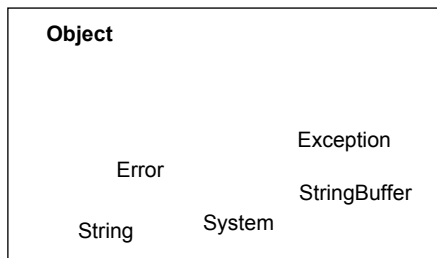 Object
Exception
Error
StringBuffer
System
String